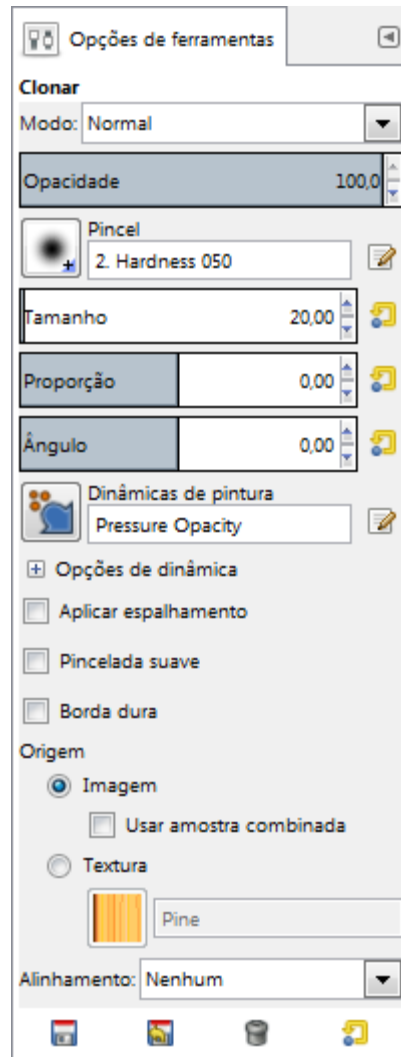 Opções de ferramentas
Clonar
Modo: Normal
Opacidade 100,0
Pincel
2. Hardness 050
Tamanho 20,00
Proporção 0,00
Ângulo 0,00
Dinâmicas de pintura
Pressure Opacity
Opções de dinâmica
Aplicar espalhamento
Pincelada suave
Borda dura
Origem
Imagem
Usar amostra combinada
Textura
Pine
Alinhamento: Nenhum